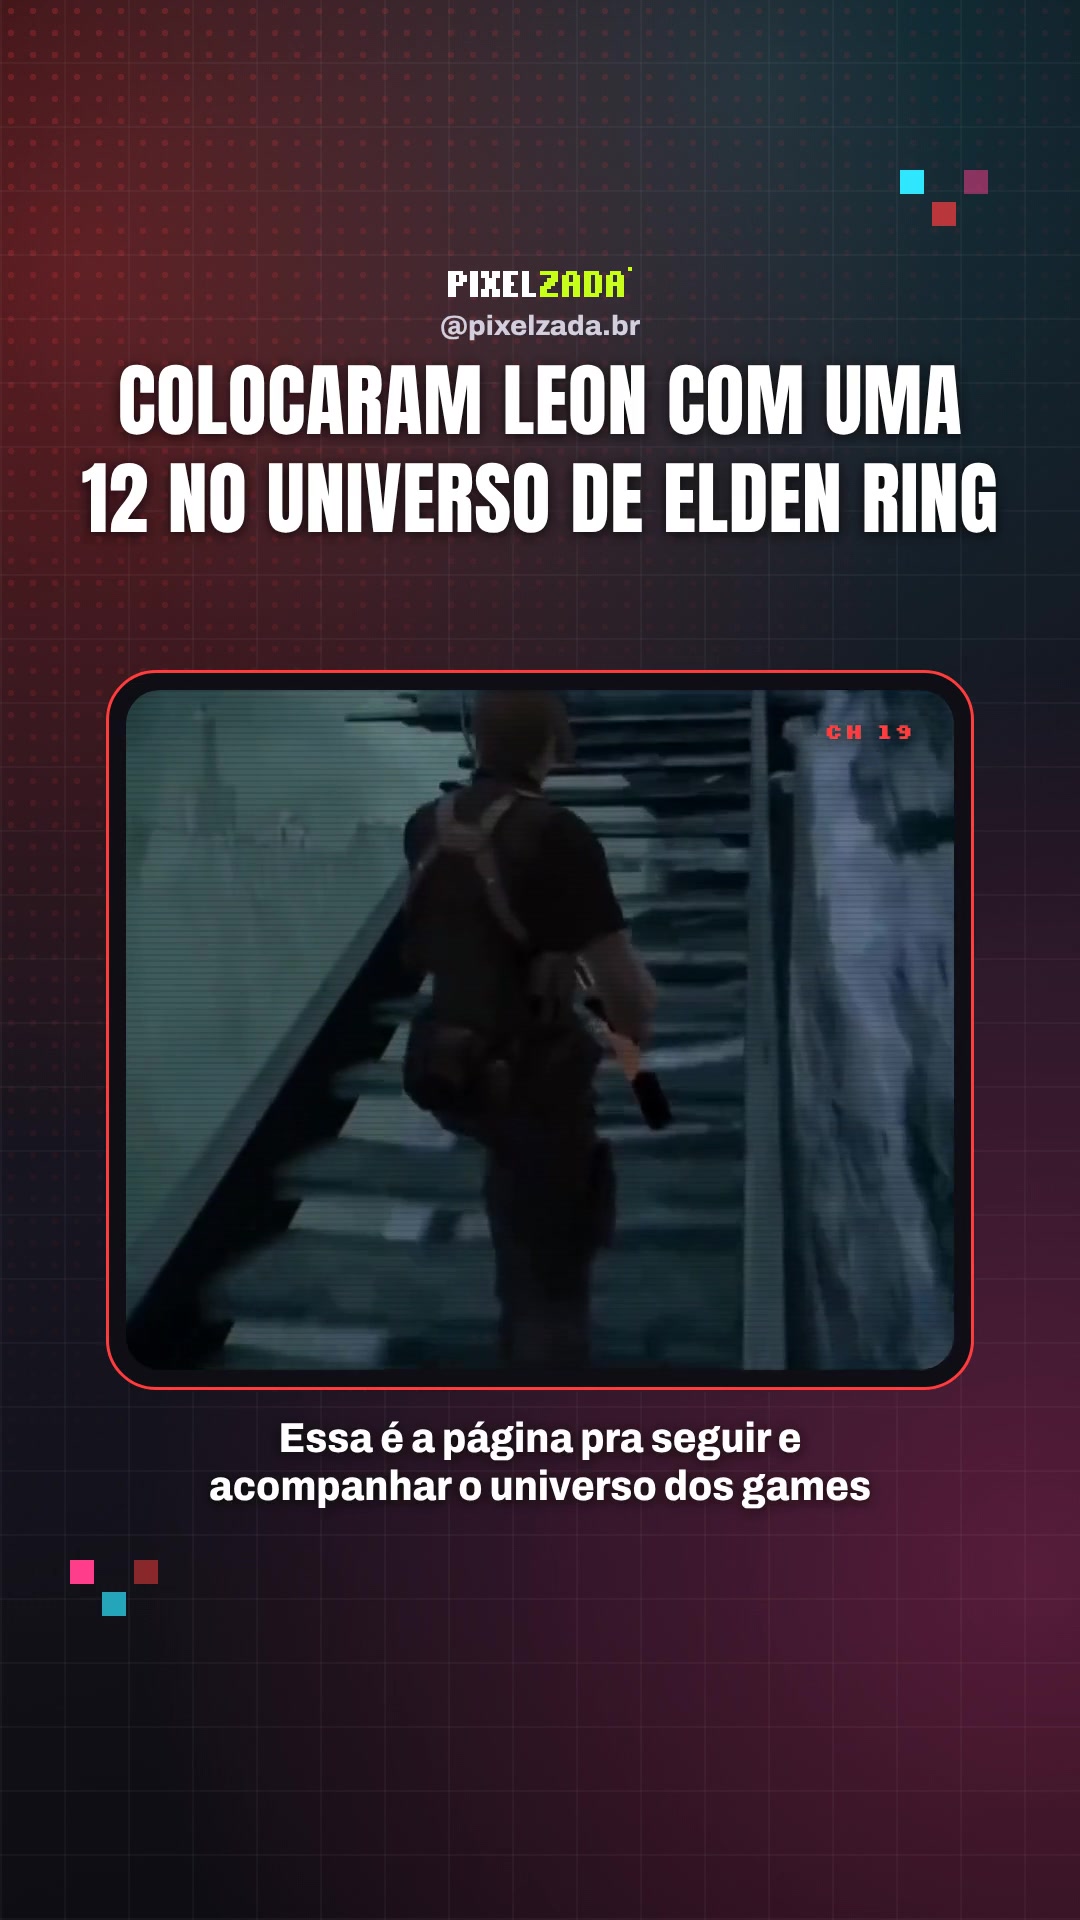 PIXELZADA
@pixelzada.br
COLOCARAM LEON COM UMA
12 NO UNIVERSO DE ELDEN RING
CH 19
Essa é a página pra seguir e
acompanhar o universo dos games